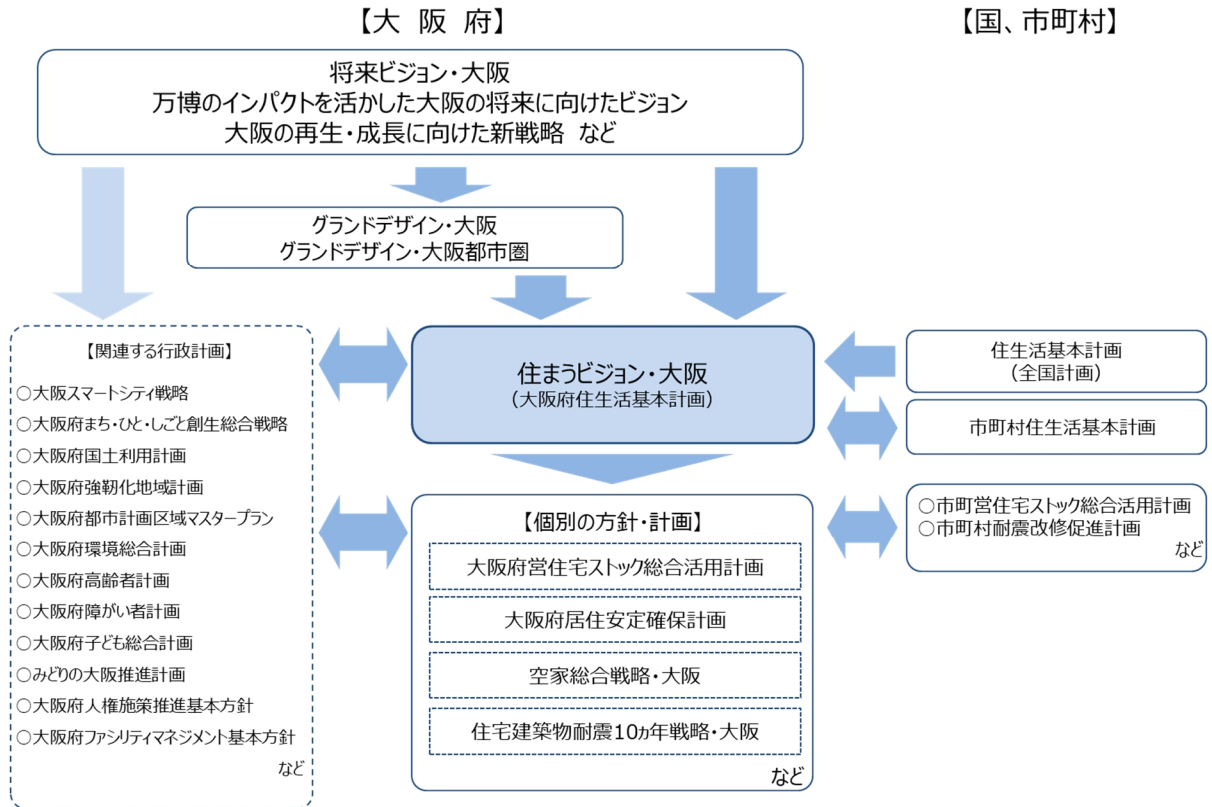 【大 阪 府】
【国、市町村】
将来ビジョン・大阪
万博のインパクトを活かした大阪の将来に向けたビジョン
大阪の再生・成長に向けた新戦略 など
グランドデザイン・大阪
グランドデザイン・大阪都市圏
【関連する行政計画】
○大阪スマートシティ戦略
○大阪府まち・ひと・しごと創生総合戦略
○大阪府国土利用計画
○大阪府強靭化地域計画
○大阪府都市計画区域マスタープラン
○大阪府環境総合計画
○大阪府高齢者計画
○大阪府障がい者計画
○大阪府子ども総合計画
○みどりの大阪推進計画
○大阪府人権施策推進基本方針
○大阪府ファシリティマネジメント基本方針
など
住まうビジョン・大阪
（大阪府住生活基本計画）
【個別の方針・計画】
大阪府営住宅ストック総合活用計画
大阪府居住安定確保計画
空家総合戦略・大阪
住宅建築物耐震10ヵ年戦略・大阪
など
住生活基本計画
（全国計画）
市町村住生活基本計画
○市町営住宅ストック総合活用計画
○市町村耐震改修促進計画
など